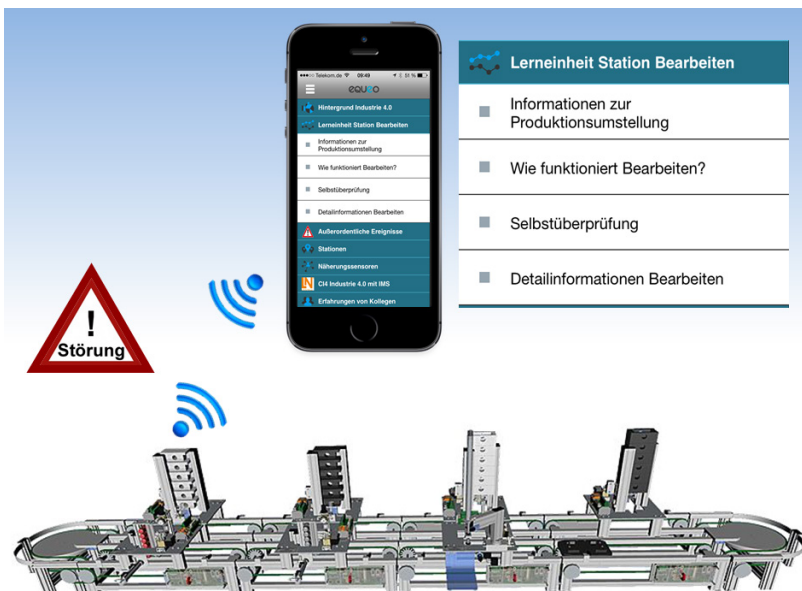 Telekom.de 09:49 51 %
equeo
Hintergrund Industrie 4.0
Lerneinheit Station Bearbeiten
Informationen zur
Produktionsumstellung
Wie funktioniert Bearbeiten?
Selbstüberprüfung
Detailinformationen Bearbeiten
Außerordentliche Ereignisse
Stationen
Näherungssensoren
CI4 Industrie 4.0 mit IMS
Erfahrungen von Kollegen
Lerneinheit Station Bearbeiten
Informationen zur
Produktionsumstellung
Wie funktioniert Bearbeiten?
Selbstüberprüfung
Detailinformationen Bearbeiten
!
Störung